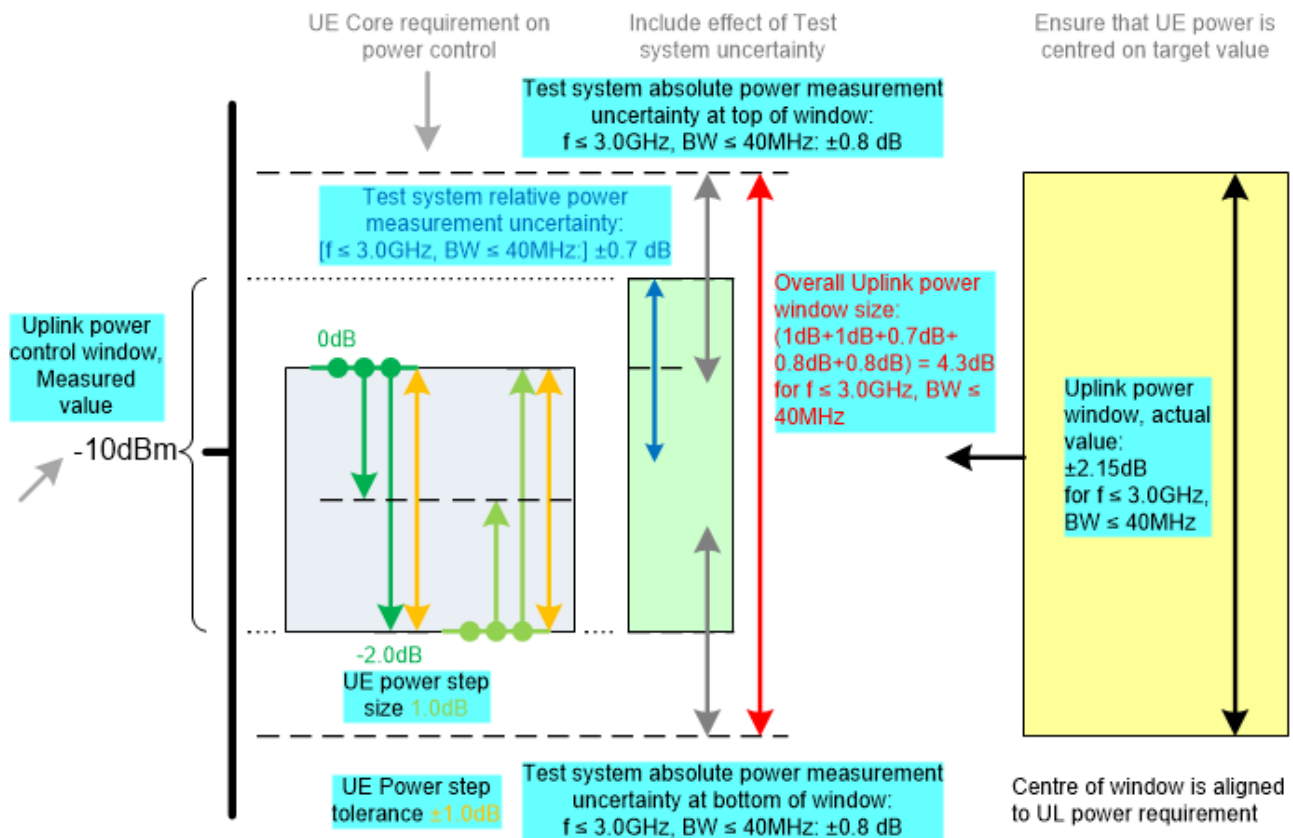 UE Core requirement on
power control
Include effect of Test
system uncertainty
Ensure that UE power is
centred on target value
Test system absolute power measurement
uncertainty at top of window:
f ≤ 3.0GHz, BW ≤ 40MHz: ±0.8 dB
Test system relative power
measurement uncertainty:
[f ≤ 3.0GHz, BW ≤ 40MHz:] ±0.7 dB
Uplink power
control window,
Measured
value
-10dBm
0dB
-2.0dB
UE power step
size 1.0dB
UE Power step
tolerance ±1.0dB
Overall Uplink power
window size:
(1dB+1dB+0.7dB+
0.8dB+0.8dB) = 4.3dB
for f ≤ 3.0GHz, BW ≤
40MHz
Uplink power
window, actual
value:
±2.15dB
for f ≤ 3.0GHz,
BW ≤ 40MHz
Test system absolute power measurement
uncertainty at bottom of window:
f ≤ 3.0GHz, BW ≤ 40MHz: ±0.8 dB
Centre of window is aligned
to UL power requirement